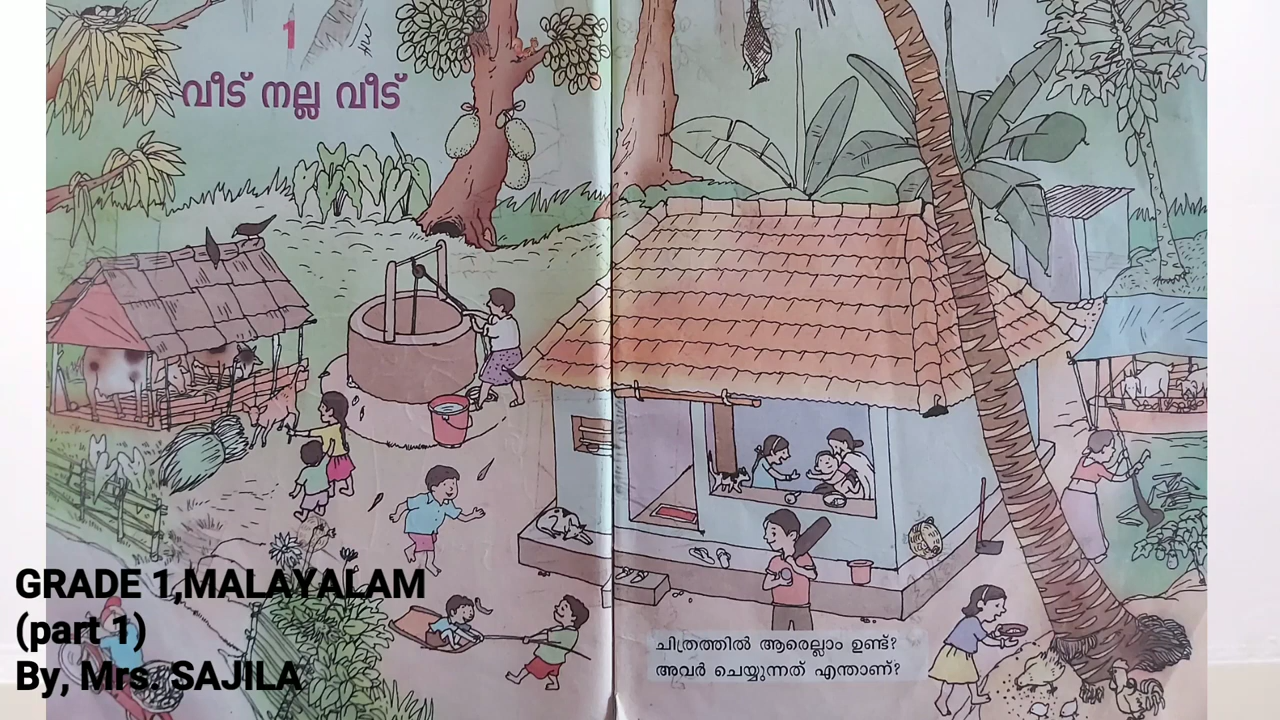 1
വീട് നല്ല വീട്
ചിത്രത്തിൽ ആരെല്ലാം ഉണ്ട്?
അവർ ചെയ്യുന്നത് എന്താണ്?
GRADE 1,MALAYALAM
(part 1)
By, Mrs. SAJILA